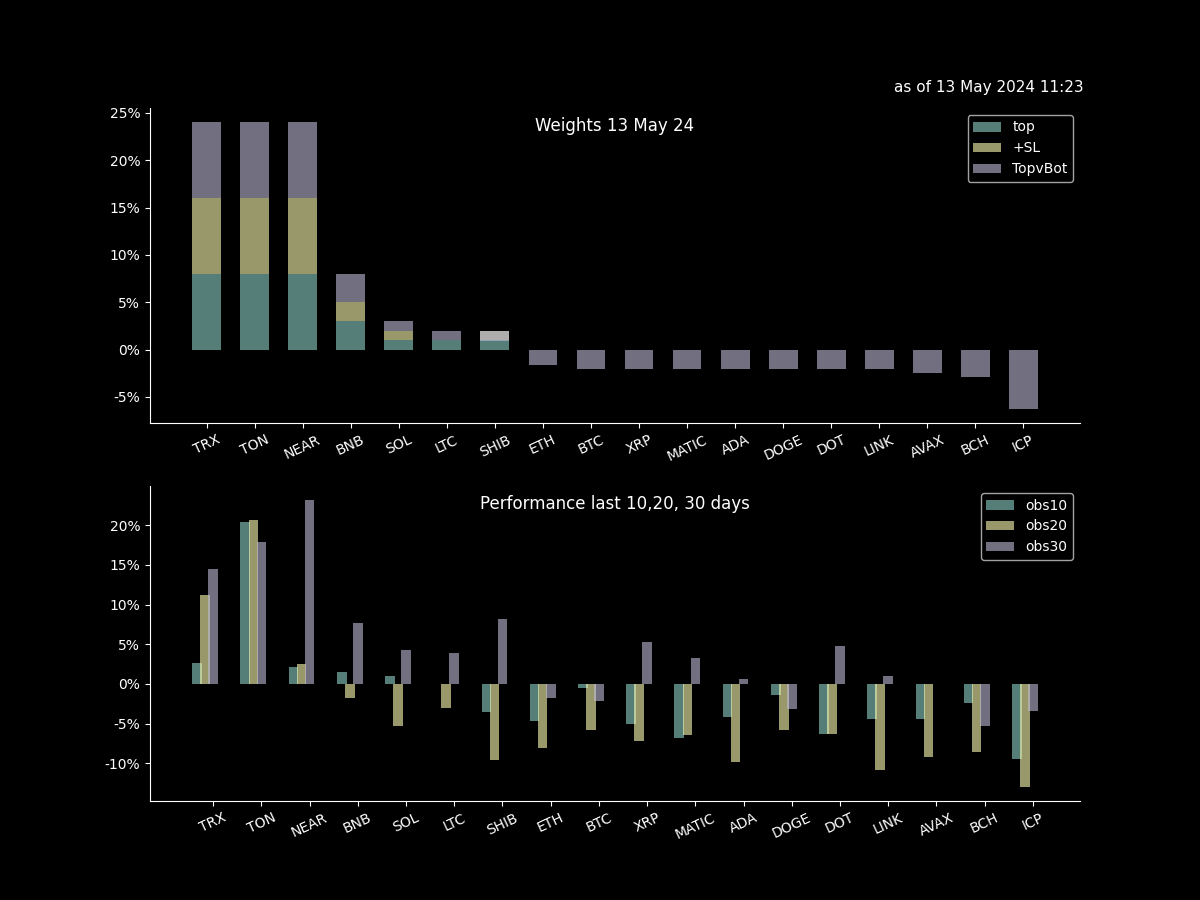 as of 13 May 2024 11:23
Weights 13 May 24
top
+SL
TopvBot
25%
20%
15%
10%
5%
0%
-5%
TRX TON NEAR BNB SOL LTC SHIB ETH BTC XRP MATIC ADA DOGE DOT LINK AVAX BCH ICP
Performance last 10,20, 30 days
obs10
obs20
obs30
20%
15%
10%
5%
0%
-5%
-10%
TRX TON NEAR BNB SOL LTC SHIB ETH BTC XRP MATIC ADA DOGE DOT LINK AVAX BCH ICP